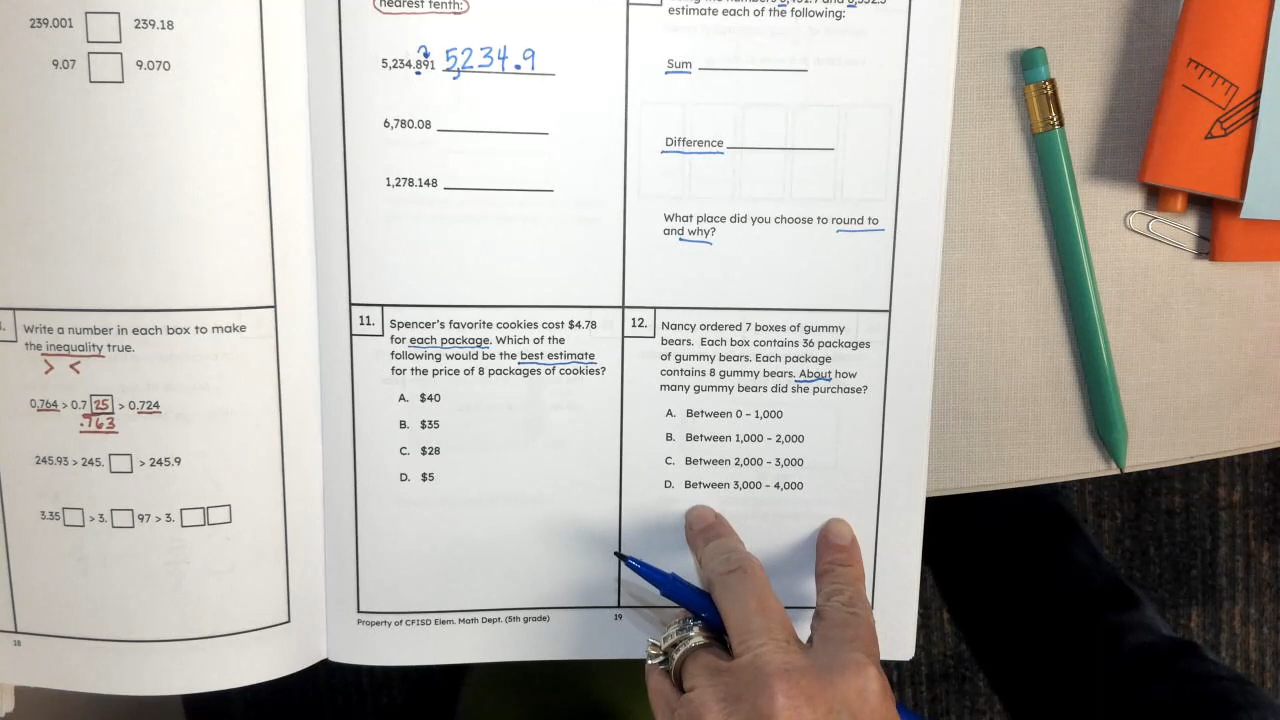 239.001 239.18
9.07 9.070
Write a number in each box to make
the inequality true.
> <
0.764 > 0.7 25 > 0.724
.763
245.93 > 245. > 245.9
3.35 > 3. 97 > 3.
18
nearest tenth:
5,234.891 5,234.9
6,780.08
1,278.148
estimate each of the following:
Sum
Difference
What place did you choose to round to
and why?
11. Spencer's favorite cookies cost $4.78
for each package. Which of the
following would be the best estimate
for the price of 8 packages of cookies?
A. $40
B. $35
C. $28
D. $5
12. Nancy ordered 7 boxes of gummy
bears. Each box contains 36 packages
of gummy bears. Each package
contains 8 gummy bears. About how
many gummy bears did she purchase?
A. Between 0 – 1,000
B. Between 1,000 – 2,000
C. Between 2,000 – 3,000
D. Between 3,000 – 4,000
Property of CFISD Elem. Math Dept. (5th grade) 19